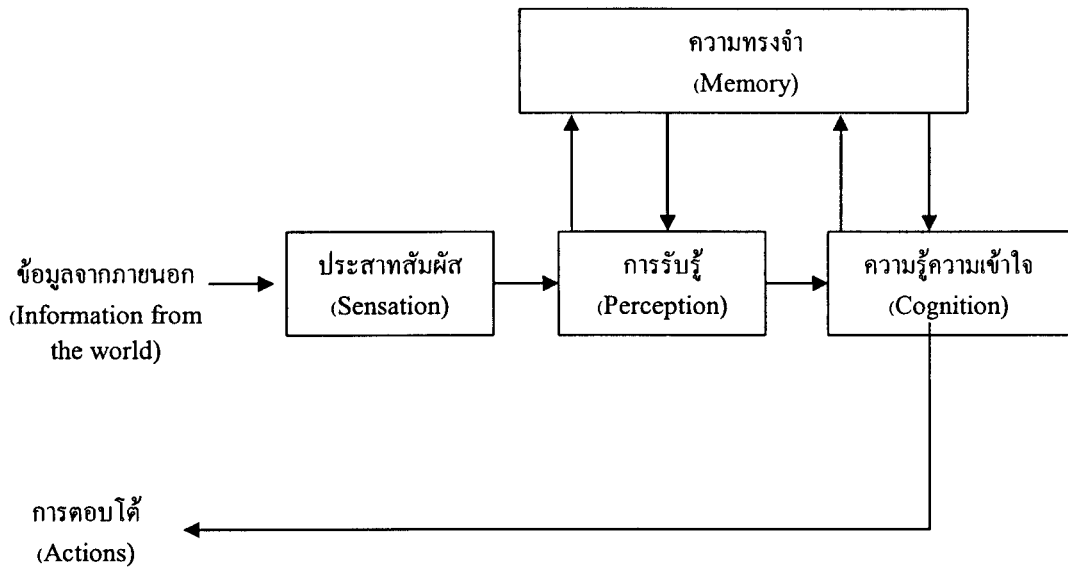 ความทรงจำ
(Memory)
ข้อมูลจากภายนอก
(Information from
the world)
ประสาทสัมผัส
(Sensation)
การรับรู้
(Perception)
ความรู้ความเข้าใจ
(Cognition)
การตอบโต้
(Actions)